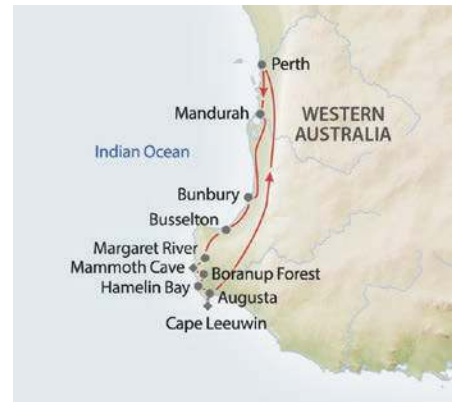 Perth
Mandurah
WESTERN
AUSTRALIA
Indian Ocean
Bunbury
Busselton
Margaret River
Mammoth Cave
Boranup Forest
Hamelin Bay
Augusta
Cape Leeuwin